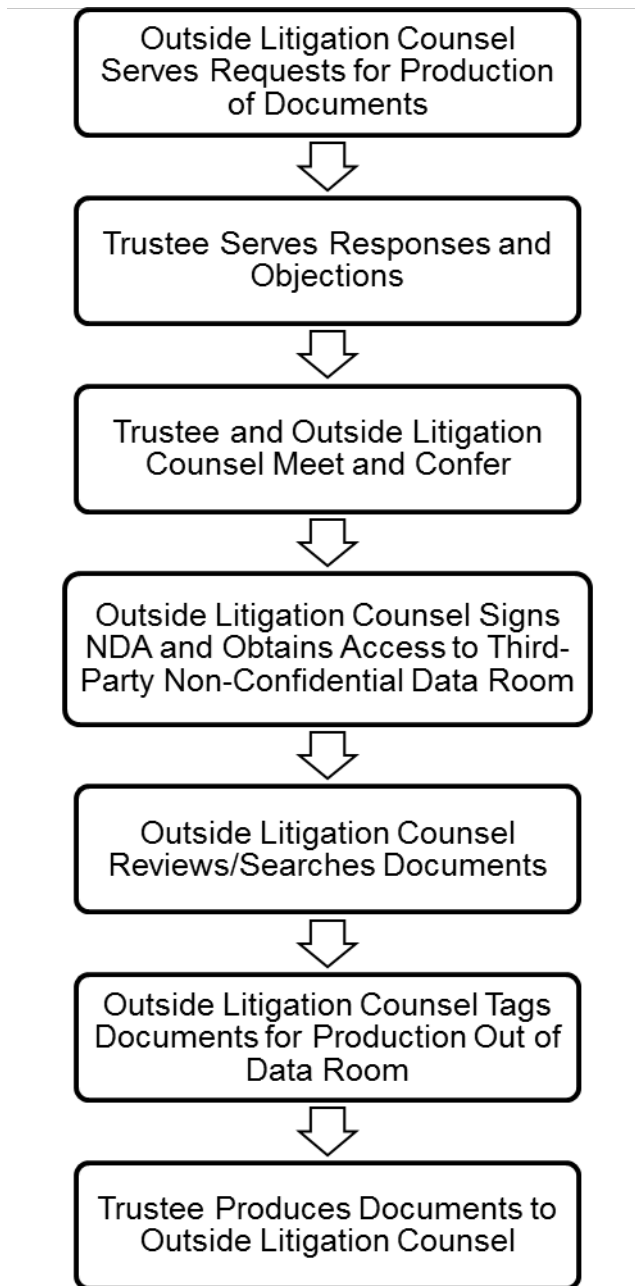 Outside Litigation Counsel
Serves Requests for Production
of Documents
Trustee Serves Responses and
Objections
Trustee and Outside Litigation
Counsel Meet and Confer
Outside Litigation Counsel Signs
NDA and Obtains Access to Third-
Party Non-Confidential Data Room
Outside Litigation Counsel
Reviews/Searches Documents
Outside Litigation Counsel Tags
Documents for Production Out of
Data Room
Trustee Produces Documents to
Outside Litigation Counsel